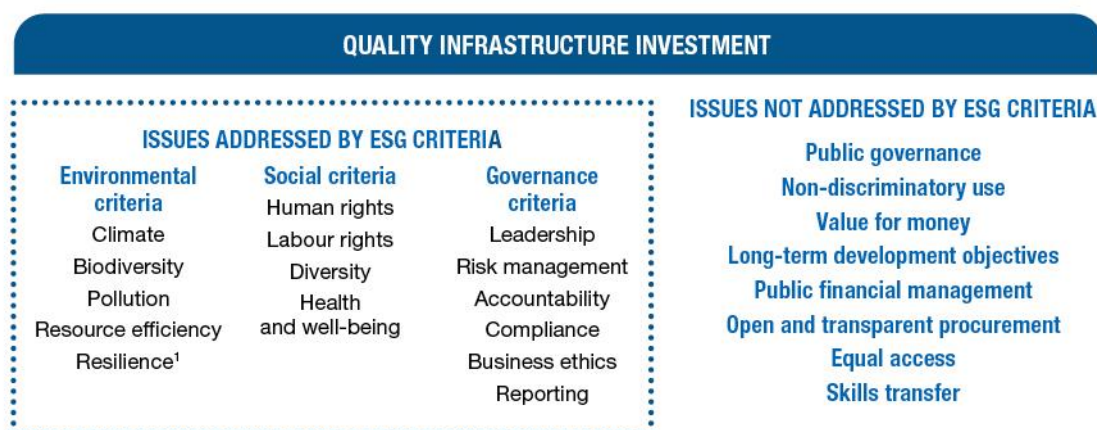 QUALITY INFRASTRUCTURE INVESTMENT
ISSUES ADDRESSED BY ESG CRITERIA
Environmental
criteria
Climate
Biodiversity
Pollution
Resource efficiency
Resilience¹
Social criteria
Human rights
Labour rights
Diversity
Health
and well-being
Governance
criteria
Leadership
Risk management
Accountability
Compliance
Business ethics
Reporting
ISSUES NOT ADDRESSED BY ESG CRITERIA
Public governance
Non-discriminatory use
Value for money
Long-term development objectives
Public financial management
Open and transparent procurement
Equal access
Skills transfer